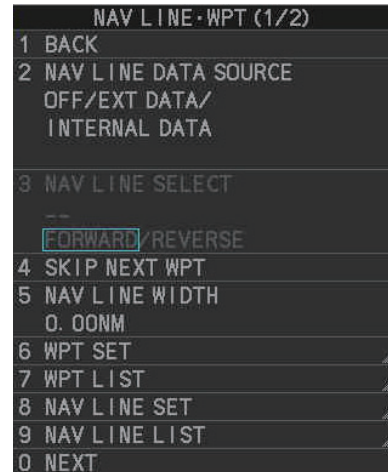 NAV LINE·WPT (1/2)
1 BACK
2 NAV LINE DATA SOURCE
OFF/EXT DATA/
INTERNAL DATA
3 NAV LINE SELECT
--
FORWARD/REVERSE
4 SKIP NEXT WPT
5 NAV LINE WIDTH
0.00NM
6 WPT SET
7 WPT LIST
8 NAV LINE SET
9 NAV LINE LIST
0 NEXT